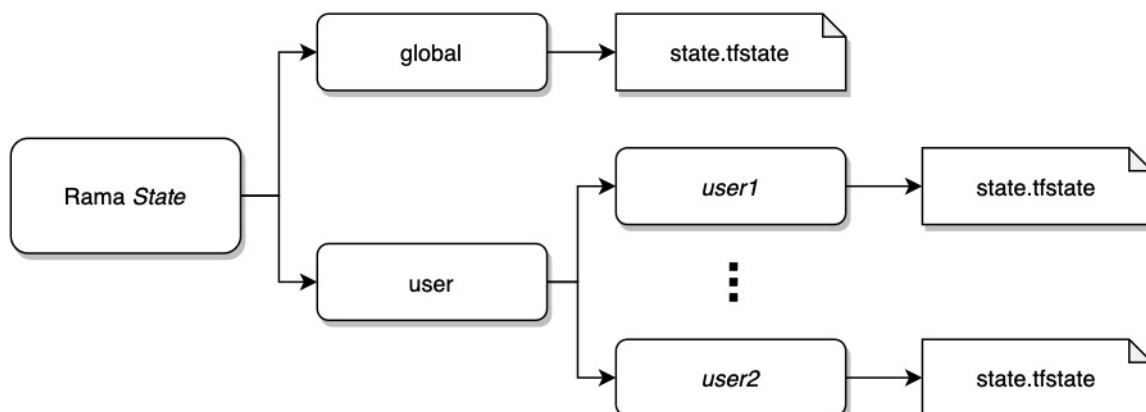 global
state.tfstate
Rama State
user1
state.tfstate
user
user2
state.tfstate